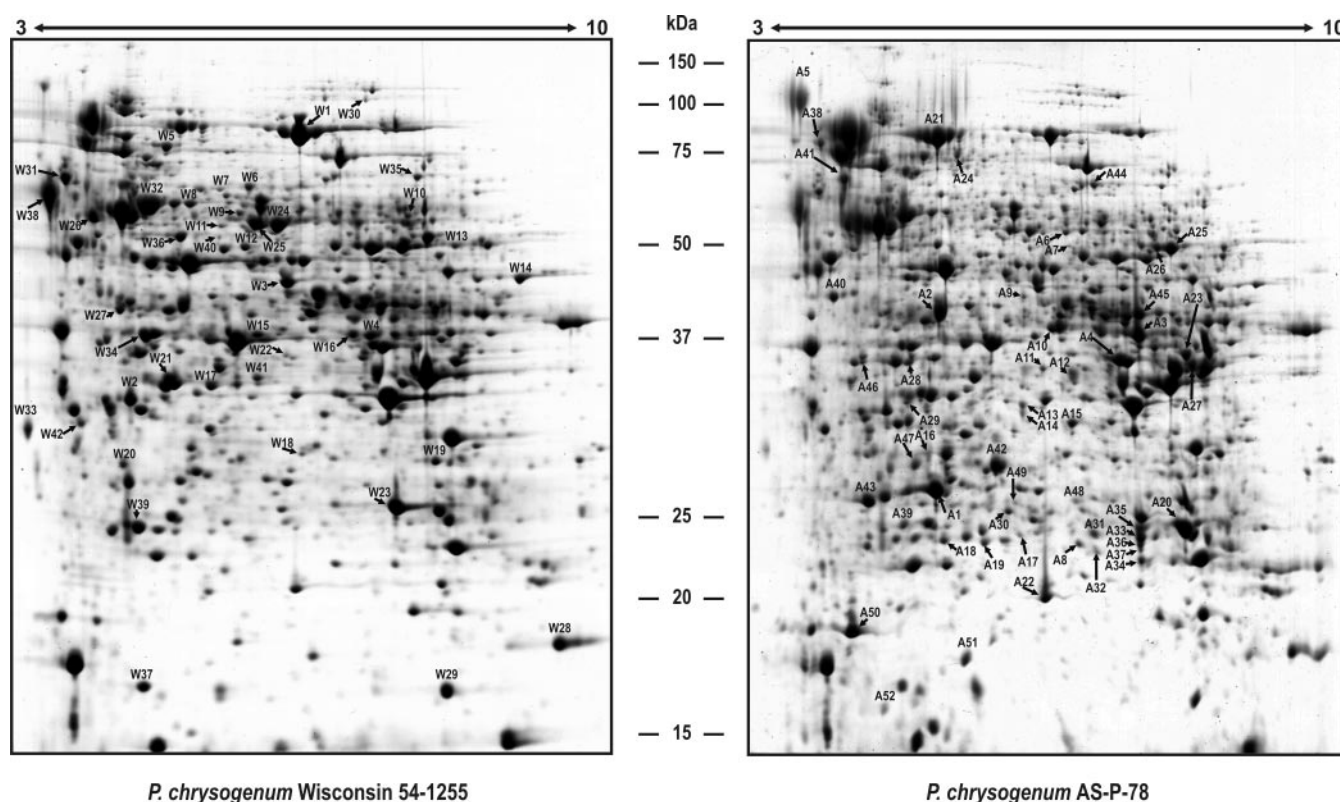 3 10 kDa 3 10
150
100
75
50
37
25
20
15
W30
W1
W5
W31
W35
W7 W6
W38
W32 W8
W10
W26 W9 W24
W11
W36 W40 W12 W25
W13
W3
W14
W27
W15 W4
W34 W22 W16
W21
W17 W41
W2
W33
W42
W18 W19
W20
W23
W39
W28
W37 W29
A5
A38 A21
A41 A24
A44
A6 A25
A7
A26
A40 A2 A9 A23
A45
A3
A10 A4
A11 A12
A46 A28
A27
A29 A13 A15
A14
A47 A16
A42
A49
A43 A48
A39 A1 A20
A30 A31 A35
A33
A36
A18 A19 A17 A8 A37
A34
A22 A32
A50
A51
A52
P. chrysogenum Wisconsin 54-1255 P. chrysogenum AS-P-78